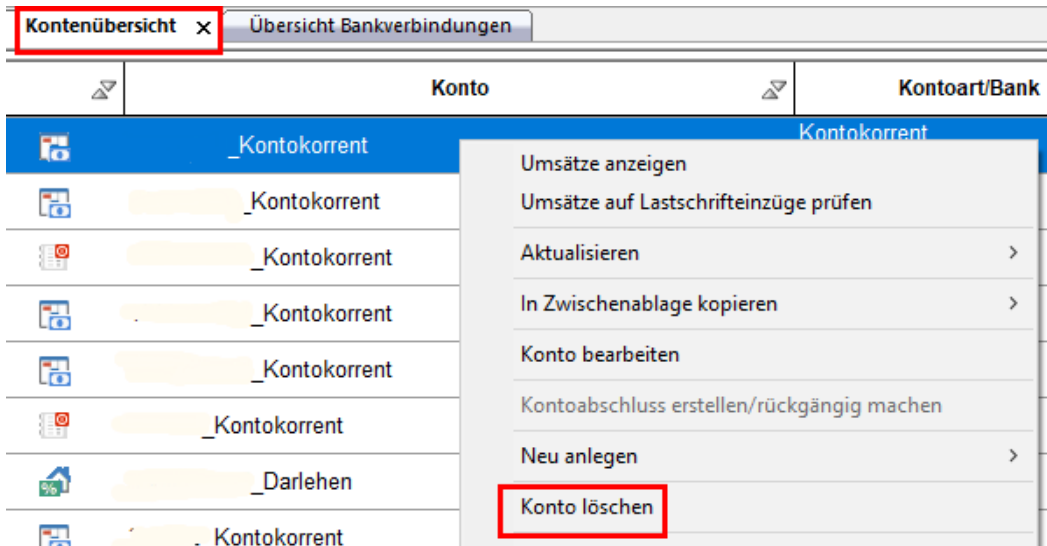 Kontenübersicht x Übersicht Bankverbindungen
Konto Kontoart/Bank
_Kontokorrent Kontokorrent
Umsätze anzeigen
_Kontokorrent Umsätze auf Lastschrifteinzüge prüfen
_Kontokorrent Aktualisieren
_Kontokorrent In Zwischenablage kopieren
_Kontokorrent Konto bearbeiten
_Kontokorrent Kontoabschluss erstellen/rückgängig machen
_Darlehen Neu anlegen
Konto löschen
_Kontokorrent